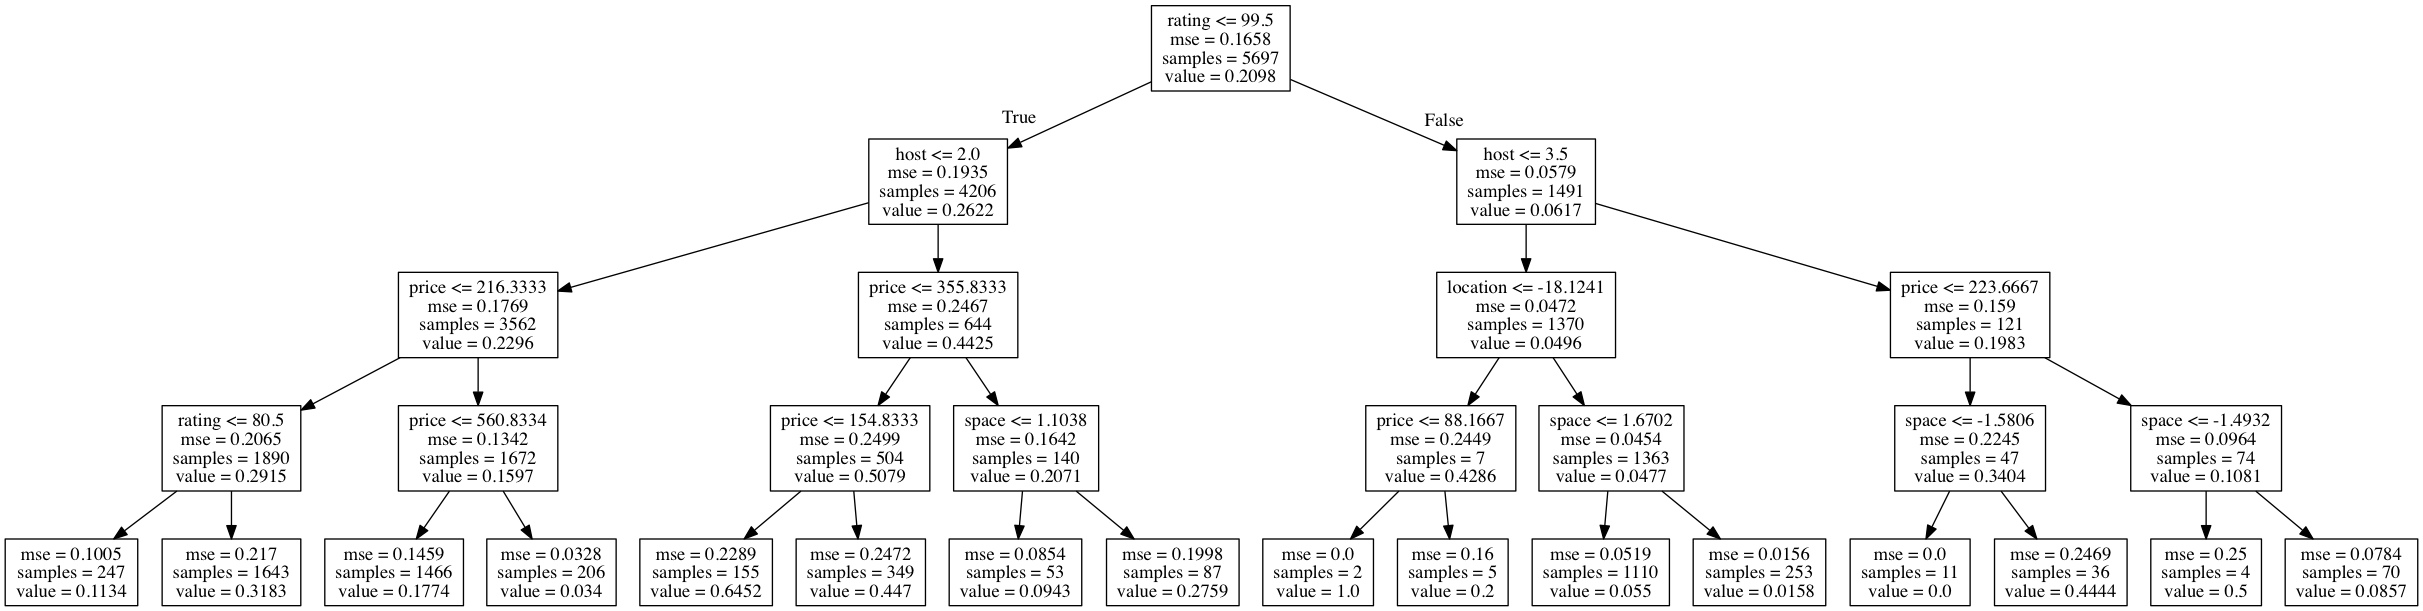 rating <= 99.5
mse = 0.1658
samples = 5697
value = 0.2098
True
False
host <= 2.0
mse = 0.1935
samples = 4206
value = 0.2622
host <= 3.5
mse = 0.0579
samples = 1491
value = 0.0617
price <= 216.3333
mse = 0.1769
samples = 3562
value = 0.2296
price <= 355.8333
mse = 0.2467
samples = 644
value = 0.4425
location <= -18.1241
mse = 0.0472
samples = 1370
value = 0.0496
price <= 223.6667
mse = 0.159
samples = 121
value = 0.1983
rating <= 80.5
mse = 0.2065
samples = 1890
value = 0.2915
price <= 560.8334
mse = 0.1342
samples = 1672
value = 0.1597
price <= 154.8333
mse = 0.2499
samples = 504
value = 0.5079
space <= 1.1038
mse = 0.1642
samples = 140
value = 0.2071
price <= 88.1667
mse = 0.2449
samples = 7
value = 0.4286
space <= 1.6702
mse = 0.0454
samples = 1363
value = 0.0477
space <= -1.5806
mse = 0.2245
samples = 47
value = 0.3404
space <= -1.4932
mse = 0.0964
samples = 74
value = 0.1081
mse = 0.1005
samples = 247
value = 0.1134
mse = 0.217
samples = 1643
value = 0.3183
mse = 0.1459
samples = 1466
value = 0.1774
mse = 0.0328
samples = 206
value = 0.034
mse = 0.2289
samples = 155
value = 0.6452
mse = 0.2472
samples = 349
value = 0.447
mse = 0.0854
samples = 53
value = 0.0943
mse = 0.1998
samples = 87
value = 0.2759
mse = 0.0
samples = 2
value = 1.0
mse = 0.16
samples = 5
value = 0.2
mse = 0.0519
samples = 1110
value = 0.055
mse = 0.0156
samples = 253
value = 0.0158
mse = 0.0
samples = 11
value = 0.0
mse = 0.2469
samples = 36
value = 0.4444
mse = 0.25
samples = 4
value = 0.5
mse = 0.0784
samples = 70
value = 0.0857